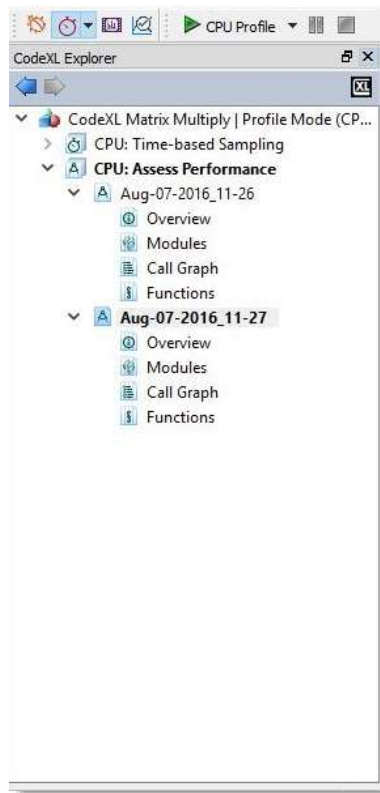 CPU Profile
CodeXL Explorer
XL
CodeXL Matrix Multiply | Profile Mode (CP...
CPU: Time-based Sampling
A CPU: Assess Performance
A Aug-07-2016_11-26
Overview
Modules
Call Graph
Functions
A Aug-07-2016_11-27
Overview
Modules
Call Graph
Functions